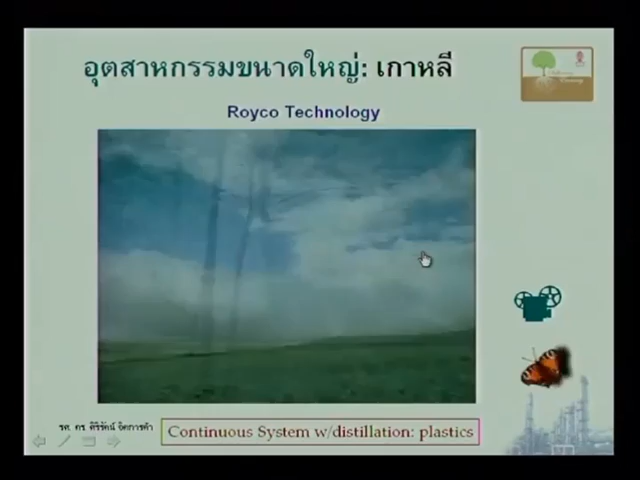 อุตสาหกรรมขนาดใหญ่: เกาหลี
Royco Technology
รศ. ดร. ศิริรัตน์ จิตการค้า
Continuous System w/distillation: plastics